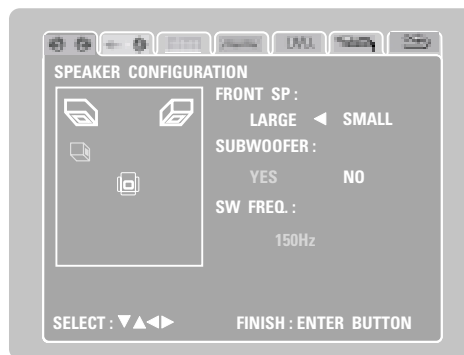 SPEAKER CONFIGURATION
FRONT SP :
LARGE ◀ SMALL
SUBWOOFER :
YES NO
SW FREQ. :
150Hz
SELECT : ▼▲◀▶ FINISH : ENTER BUTTON